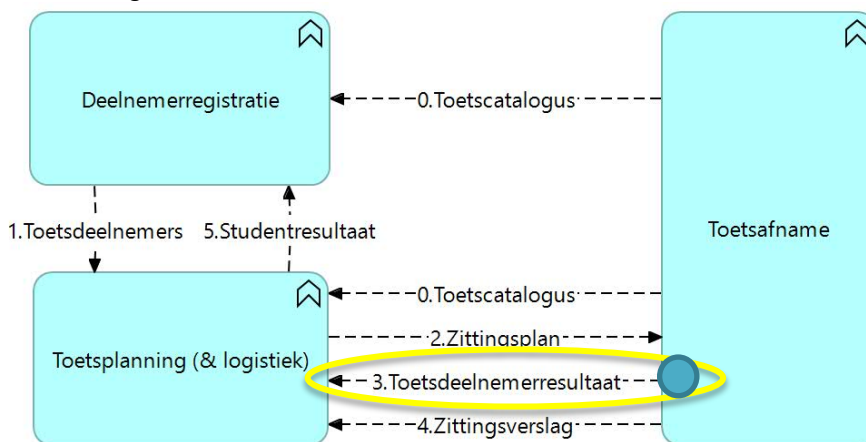 Deelnemerregistratie
0.Toetscatalogus
1.Toetsdeelnemers
5.Studentresultaat
Toetsafname
0.Toetscatalogus
2.Zittingsplan
Toetsplanning (& logistiek)
3.Toetsdeelnemerresultaat
4.Zittingsverslag